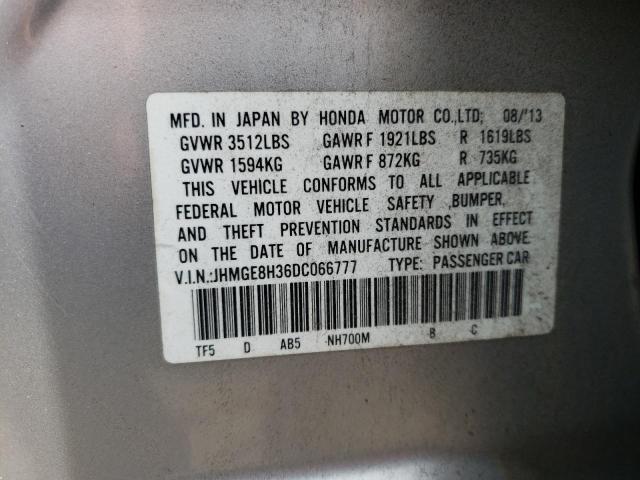 MFD. IN JAPAN BY HONDA MOTOR CO.,LTD; 08/'13
GVWR 3512LBS GAWR F 1921LBS R 1619LBS
GVWR 1594KG GAWR F 872KG R 735KG
THIS VEHICLE CONFORMS TO ALL APPLICABLE
FEDERAL MOTOR VEHICLE SAFETY ,BUMPER,
AND THEFT PREVENTION STANDARDS IN EFFECT
ON THE DATE OF MANUFACTURE SHOWN ABOVE.
V.I.N.:JHMGE8H36DC066777 TYPE: PASSENGER CAR
TF5 D AB5 NH700M B C